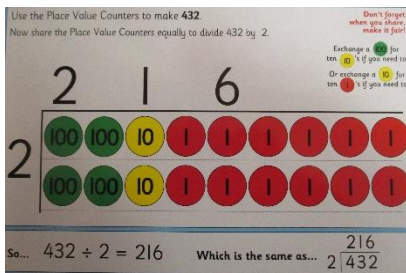 Use the Place Value Counters to make 432.
Now share the Place Value Counters equally to divide 432 by 2.
Don't forget
when you share,
make it fair!
Exchange a 100 for
ten 10's if you need to
Or exchange a 10 for
ten 1's if you need to
2 1 6
2
100 100 10 1 1 1 1 1 1
100 100 10 1 1 1 1 1 1
So... 432 ÷ 2 = 216
Which is the same as...
216
2 432